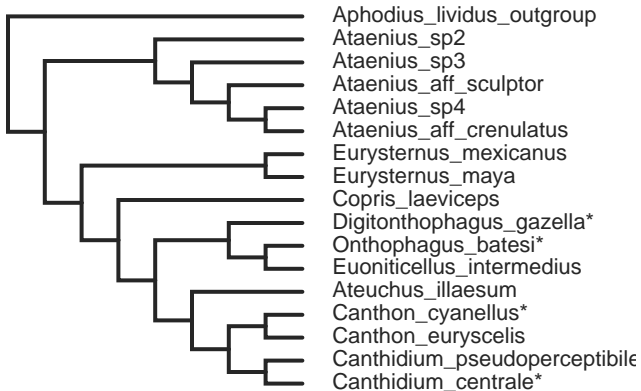 Aphodius_lividus_outgroup
Ataenius_sp2
Ataenius_sp3
Ataenius_aff_sculptor
Ataenius_sp4
Ataenius_aff_crenulatus
Eurysternus_mexicanus
Eurysternus_maya
Copris_laeviceps
Digitonthophagus_gazella*
Onthophagus_batesi*
Euoniticellus_intermedius
Ateuchus_illaesum
Canthon_cyanellus*
Canthon_euryscelis
Canthidium_pseudoperceptibile
Canthidium_centrale*